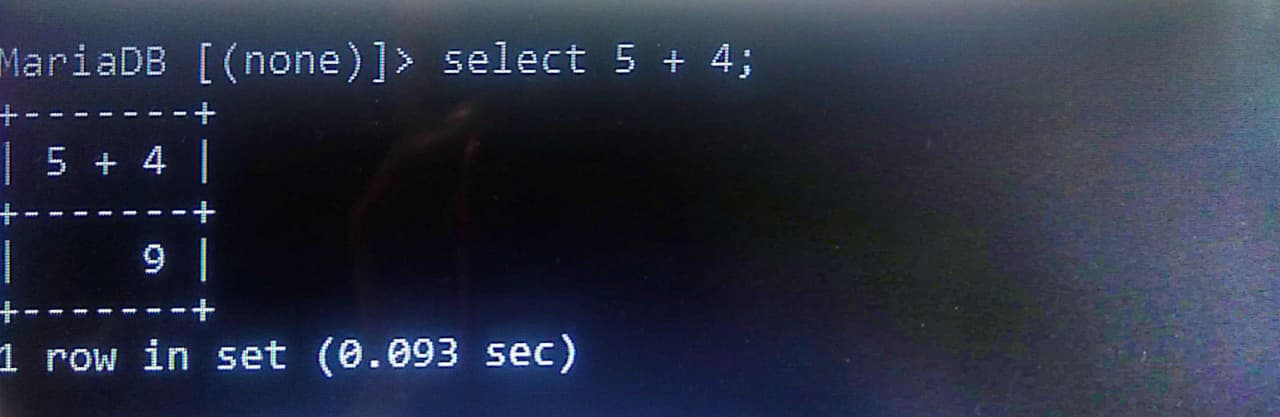 MariaDB [(none)]> select 5 + 4;
+-------+
| 5 + 4 |
+-------+
|     9 |
+-------+
1 row in set (0.093 sec)